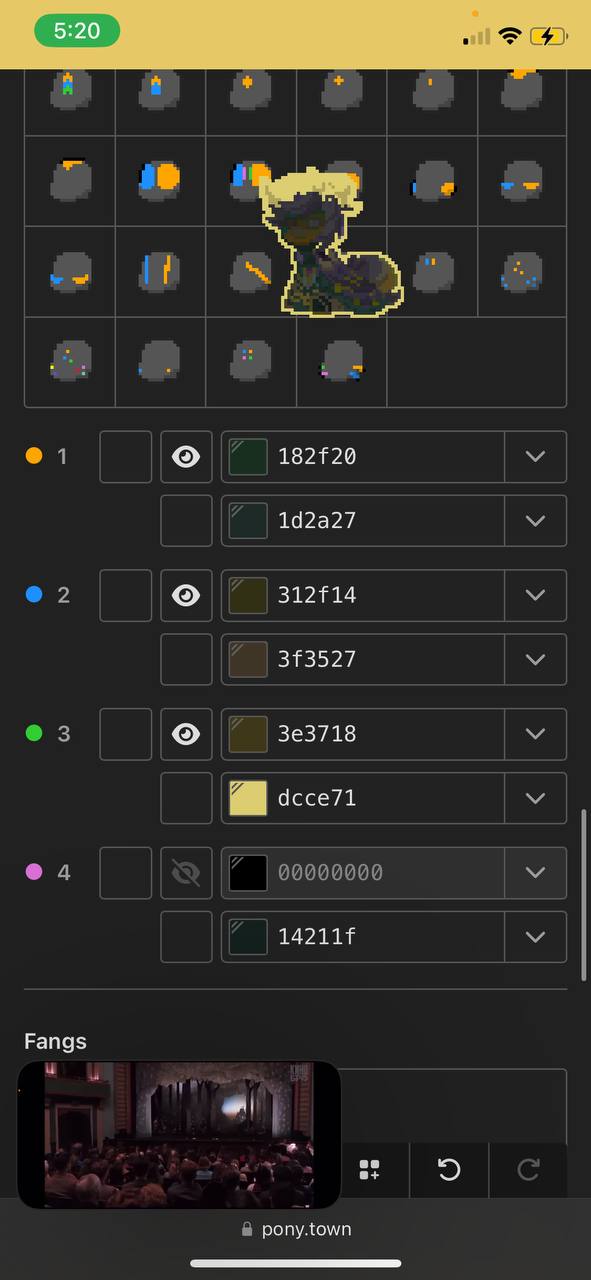 5:20
1
182f20
1d2a27
2
312f14
3f3527
3
3e3718
dcce71
4
00000000
14211f
Fangs
pony.town